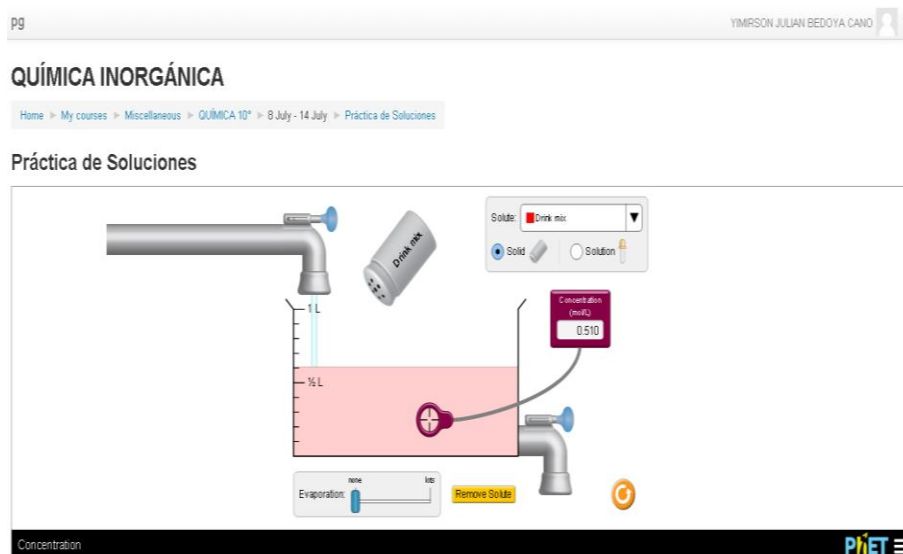 pg
YIMIRSON JULIAN BEDOYA CANO
QUÍMICA INORGÁNICA
Home ► My courses ► Miscellaneous ► QUÍMICA 10° ► 8 July - 14 July ► Práctica de Soluciones
Práctica de Soluciones
Solute: Drink mix
Solid Solution
Drink mix
Concentration
(mol/L)
0.510
1 L
½ L
none lots
Evaporation:
Remove Solute
Concentration
PhET